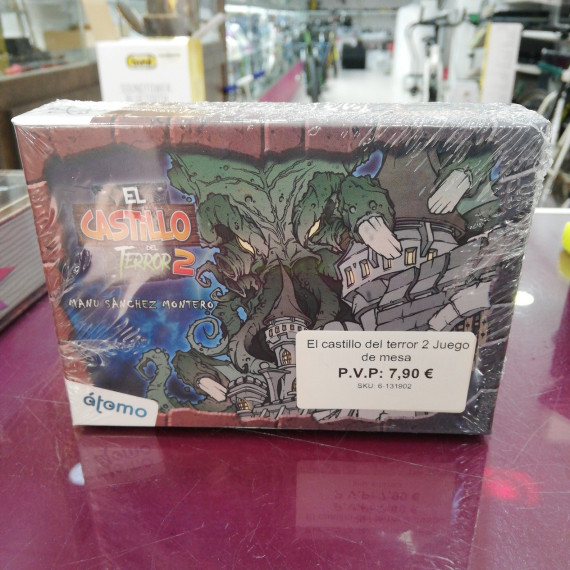 EL
CASTILLO
DEL
TERROR 2
MANU SÁNCHEZ MONTERO
El castillo del terror 2 Juego
de mesa
P.V.P: 7,90 €
SKU: 6-131802
átomo